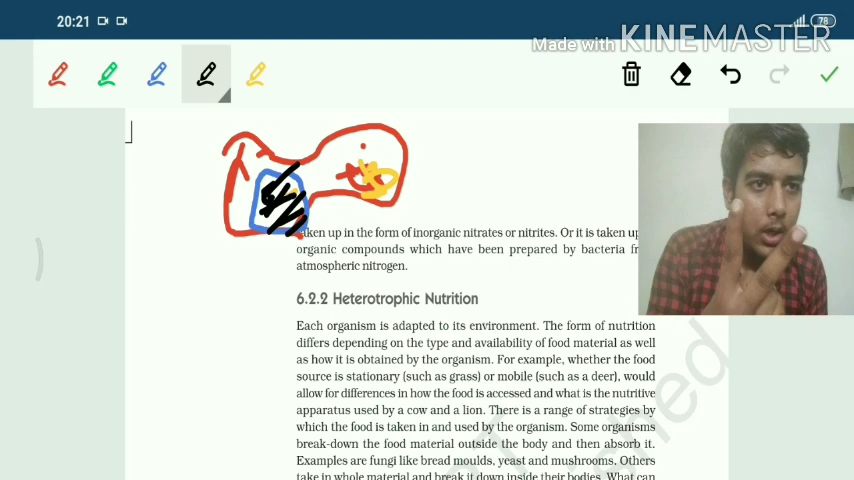 20:21
78
Made with KINEMASTER
taken up in the form of inorganic nitrates or nitrites. Or it is taken up
organic compounds which have been prepared by bacteria
atmospheric nitrogen.
6.2.2 Heterotrophic Nutrition
Each organism is adapted to its environment. The form of nutrition
differs depending on the type and availability of food material as well
as how it is obtained by the organism. For example, whether the food
source is stationary (such as grass) or mobile (such as a deer), would
allow for differences in how the food is accessed and what is the nutritive
apparatus used by a cow and a lion. There is a range of strategies by
which the food is taken in and used by the organism. Some organisms
break-down the food material outside the body and then absorb it.
Examples are fungi like bread moulds, yeast and mushrooms. Others
take in whole material and break it down inside their bodies. What can